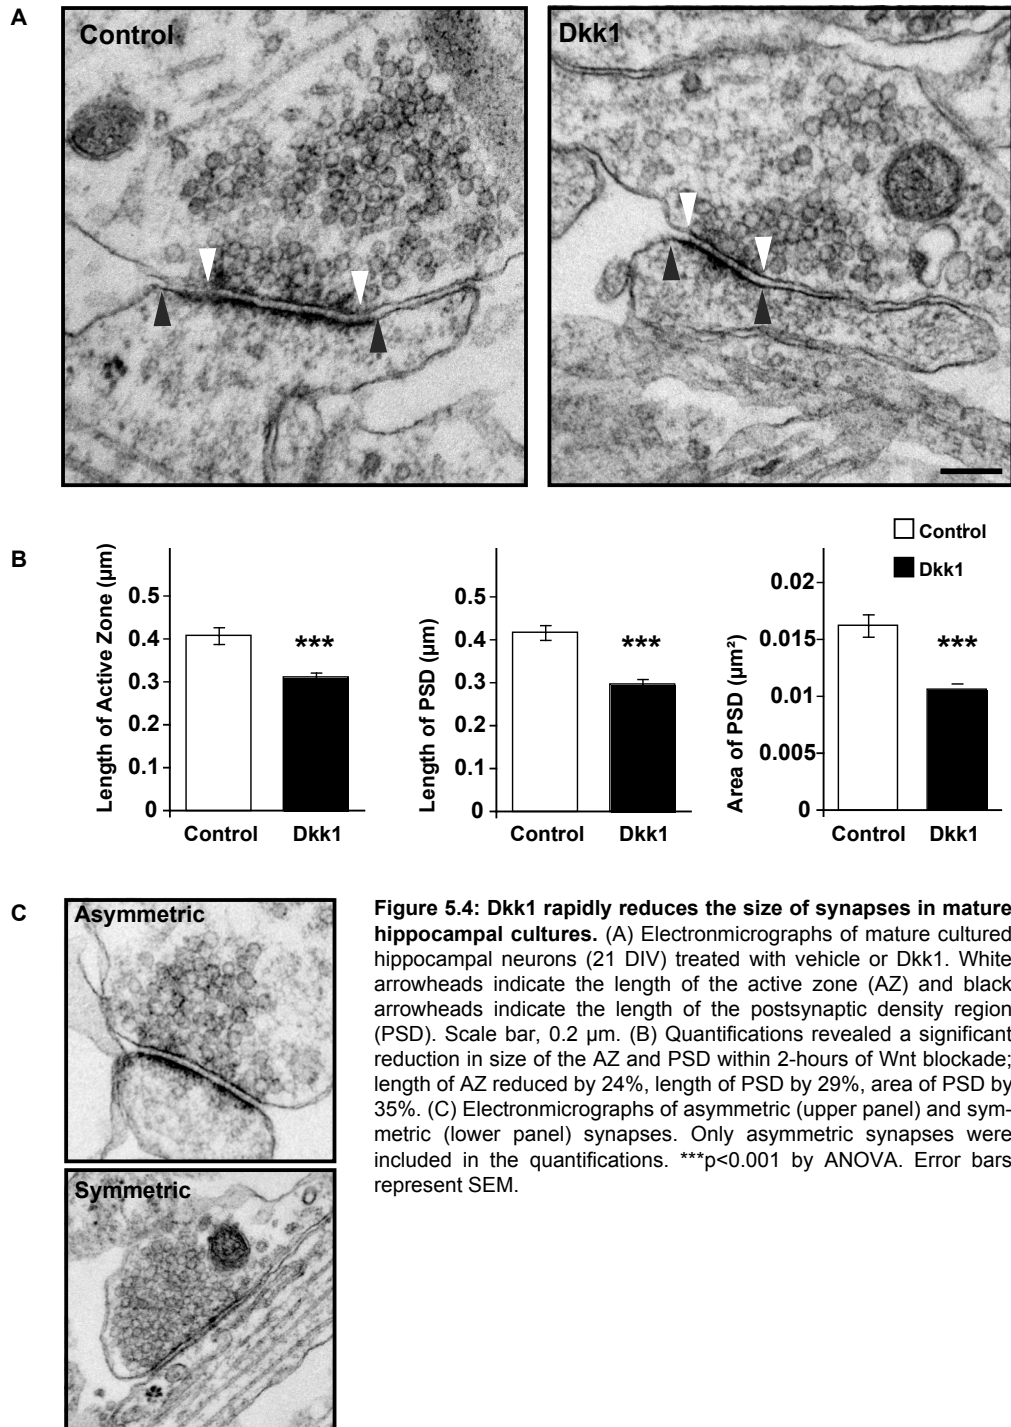 A
Control
Dkk1
B
Control
Dkk1
Length of Active Zone (µm)
0.5
0.4
0.3
0.2
0.1
0
***
Control Dkk1
Length of PSD (µm)
0.5
0.4
0.3
0.2
0.1
0
***
Control Dkk1
Area of PSD (µm²)
0.02
0.015
0.01
0.005
0
***
Control Dkk1
C
Asymmetric
Symmetric
Figure 5.4: Dkk1 rapidly reduces the size of synapses in mature
hippocampal cultures. (A) Electronmicrographs of mature cultured
hippocampal neurons (21 DIV) treated with vehicle or Dkk1. White
arrowheads indicate the length of the active zone (AZ) and black
arrowheads indicate the length of the postsynaptic density region
(PSD). Scale bar, 0.2 µm. (B) Quantifications revealed a significant
reduction in size of the AZ and PSD within 2-hours of Wnt blockade;
length of AZ reduced by 24%, length of PSD by 29%, area of PSD by
35%. (C) Electronmicrographs of asymmetric (upper panel) and sym-
metric (lower panel) synapses. Only asymmetric synapses were
included in the quantifications. ***p<0.001 by ANOVA. Error bars
represent SEM.